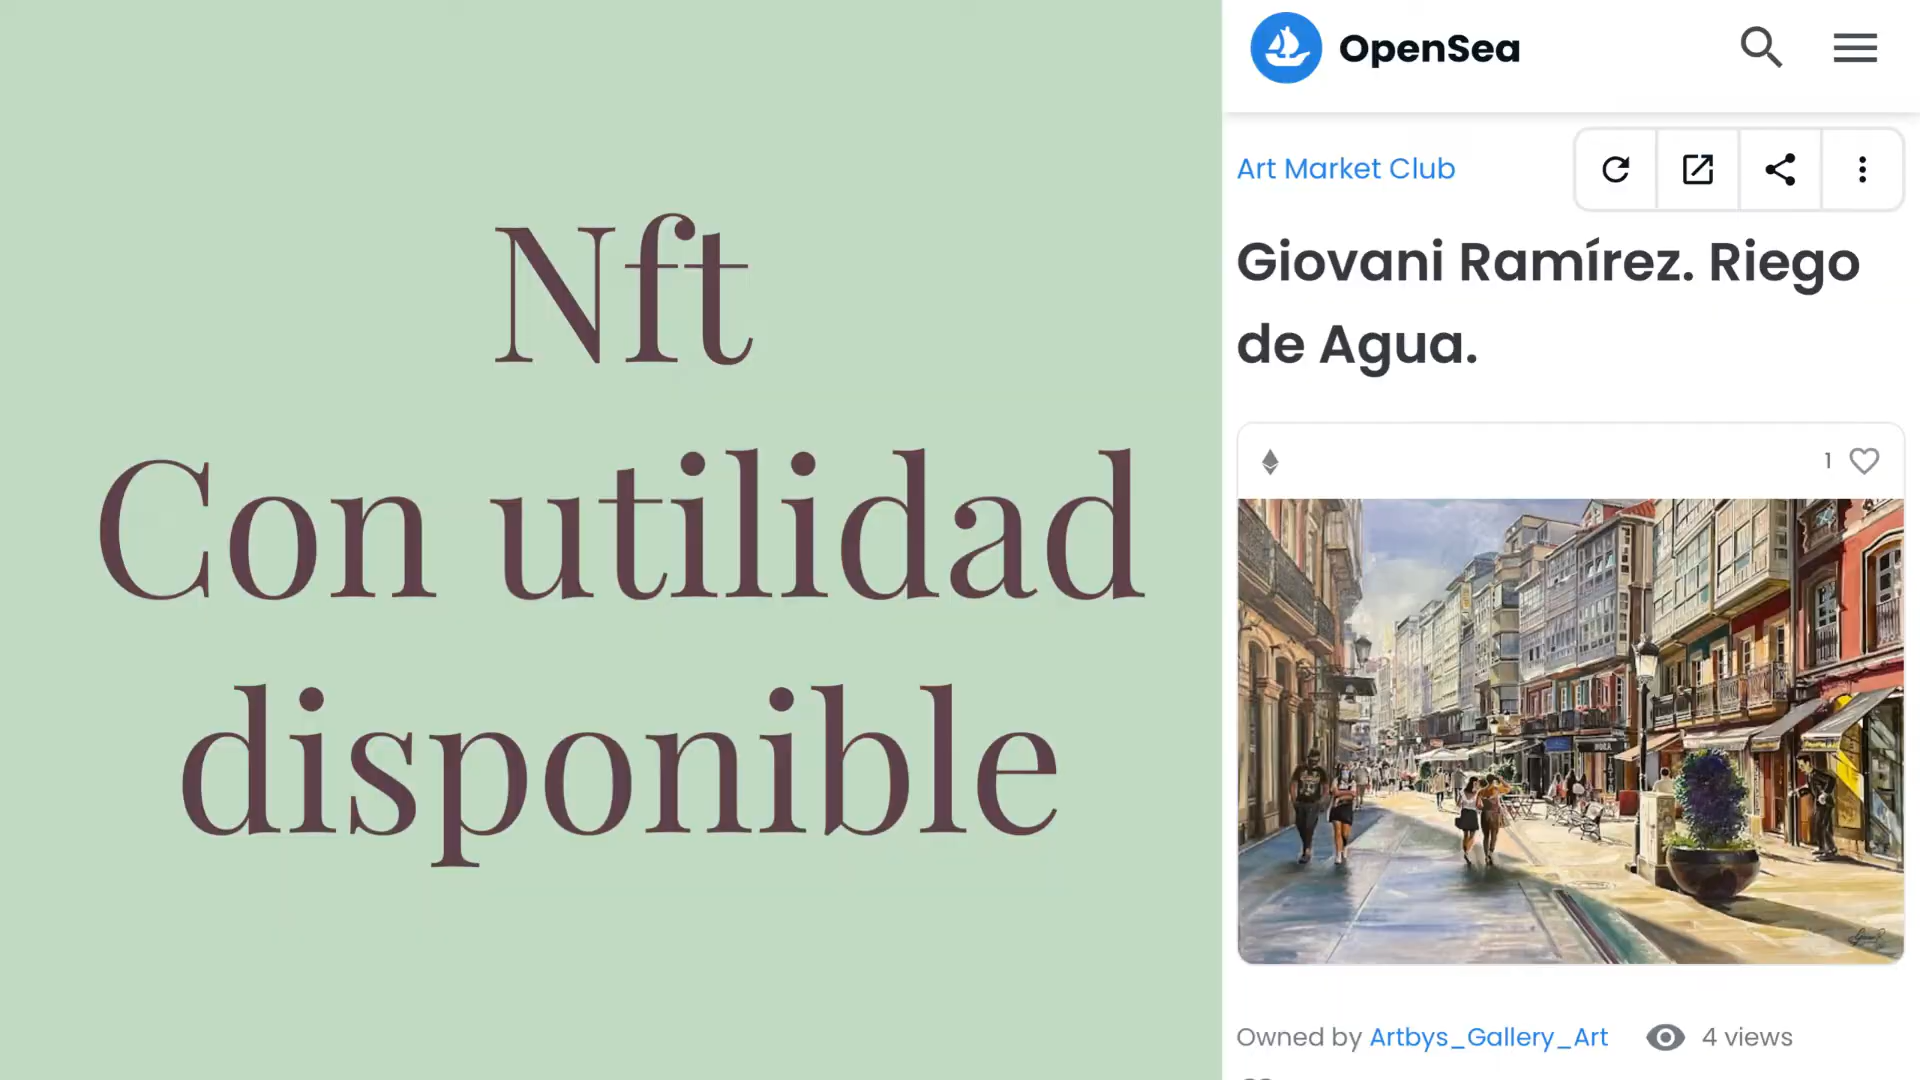 Nft
Con utilidad
disponible
OpenSea
Art Market Club
Giovani Ramírez. Riego
de Agua.
1
Owned by Artbys_Gallery_Art 4 views